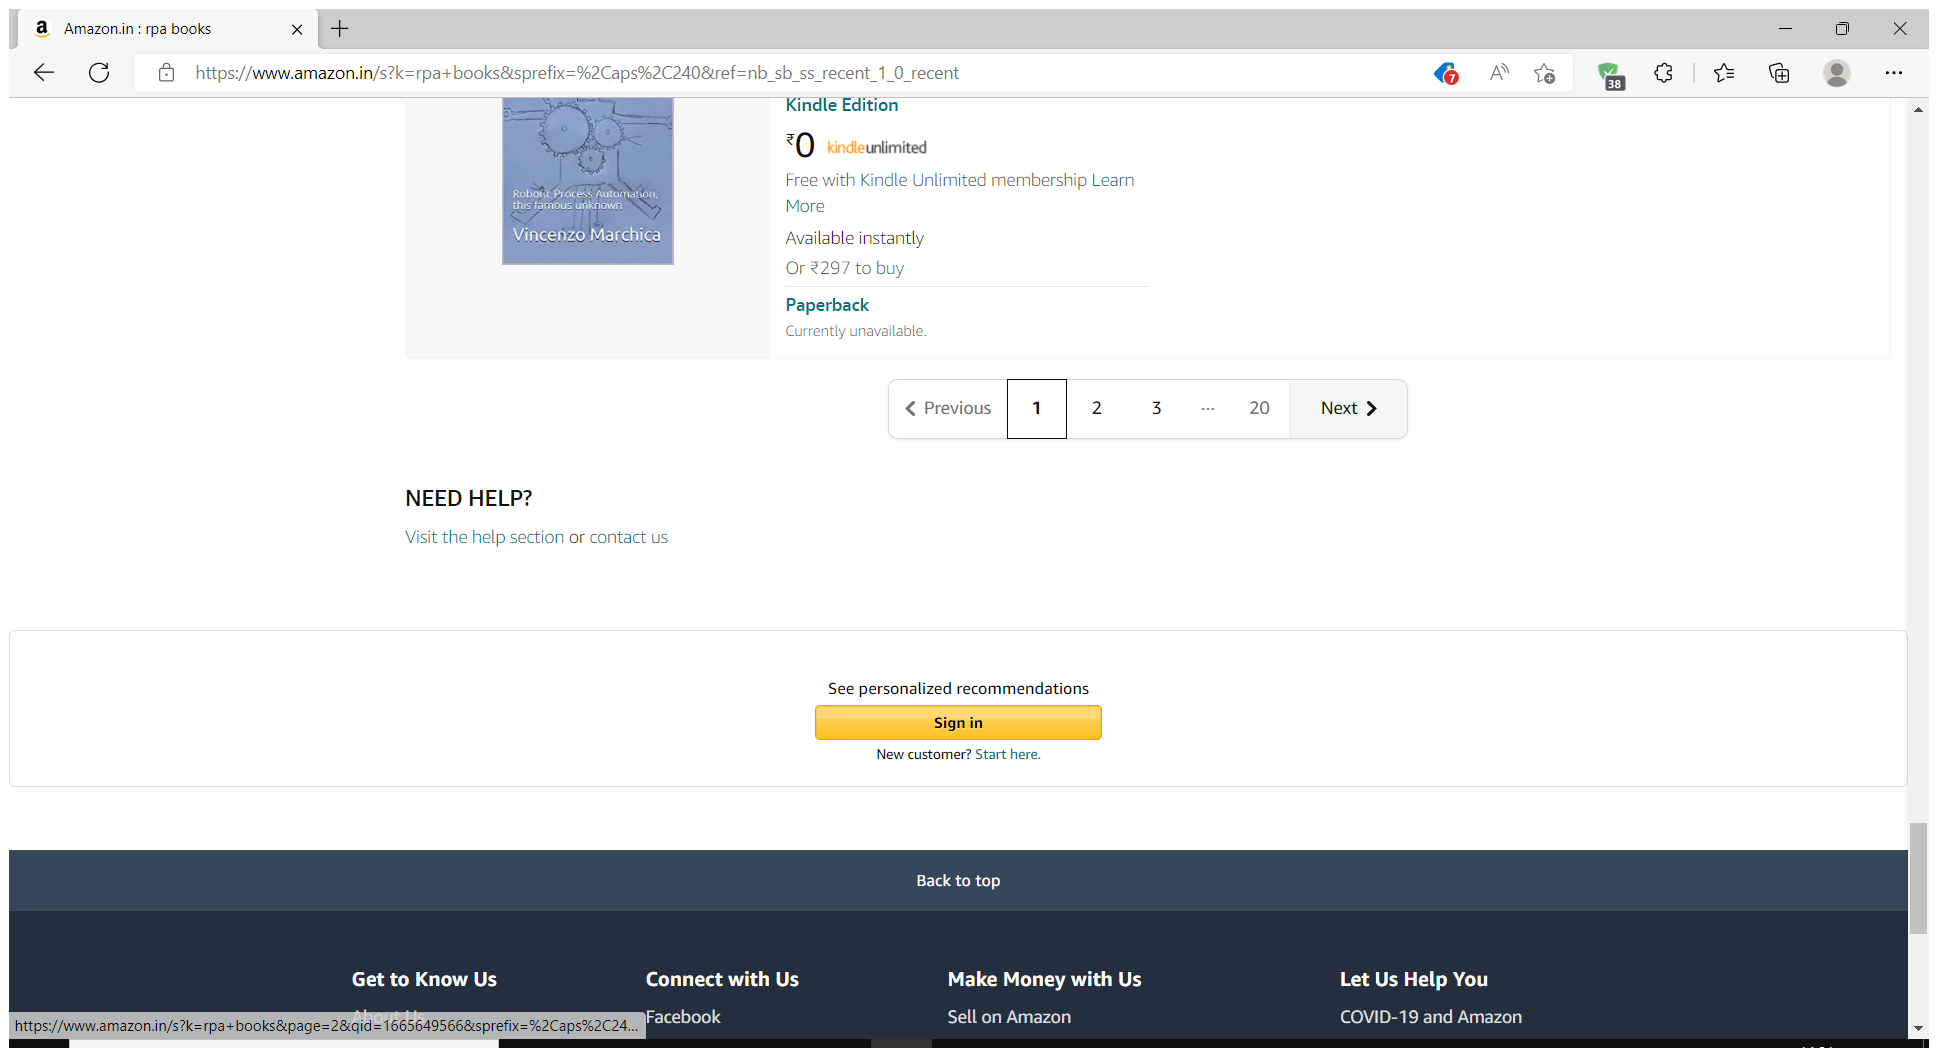 a Amazon.in : rpa books
https://www.amazon.in/s?k=rpa+books&sprefix=%2Caps%2C240&ref=nb_sb_ss_recent_1_0_recent
7
A
38
Kindle Edition
₹0 kindleunlimited
Free with Kindle Unlimited membership Learn
More
Available instantly
Or ₹297 to buy
Paperback
Currently unavailable.
Robotic Process Automation,
this famous unknown
Vincenzo Marchica
Previous 1 2 3 ... 20 Next
NEED HELP?
Visit the help section or contact us
See personalized recommendations
Sign in
New customer? Start here.
Back to top
Get to Know Us Connect with Us Make Money with Us Let Us Help You
About Us Facebook Sell on Amazon COVID-19 and Amazon
https://www.amazon.in/s?k=rpa+books&page=2&qid=1665649566&sprefix=%2Caps%2C24...